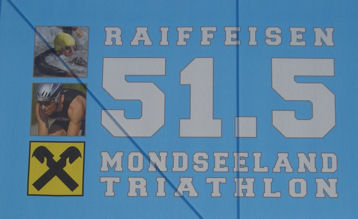 RAIFFEISEN
51.5
MONDSEELAND
TRIATHLON